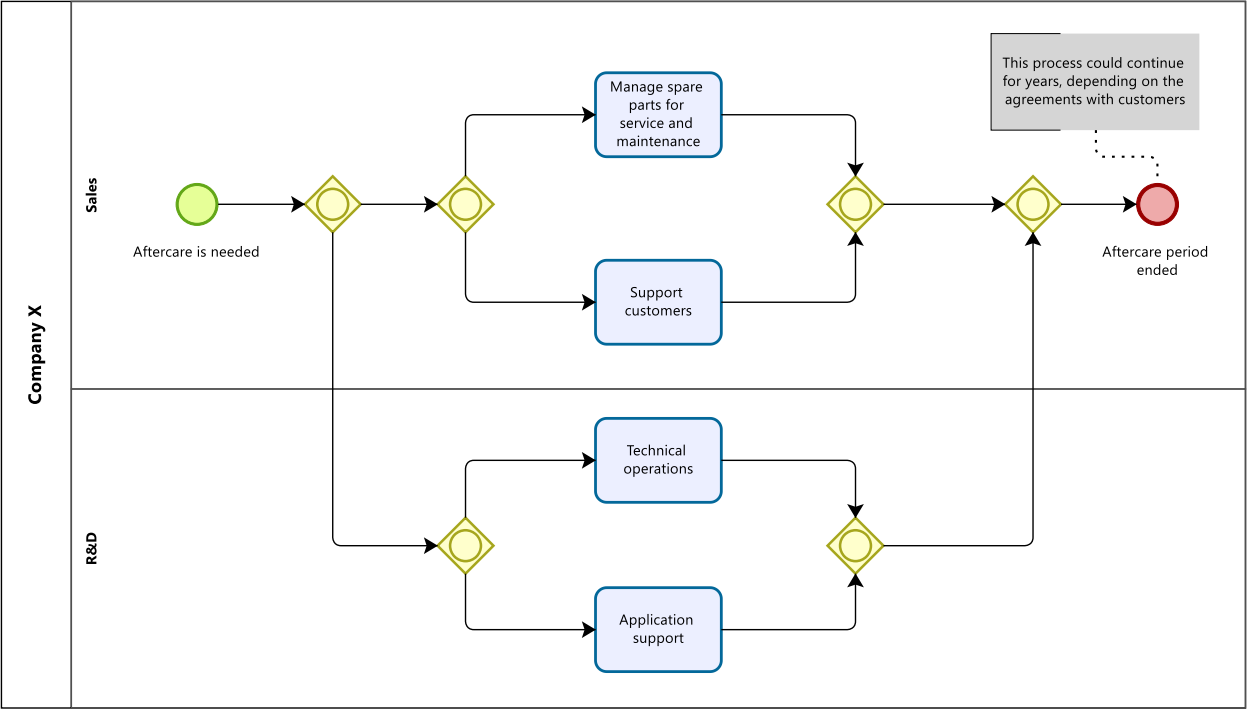 Company X
Sales
Aftercare is needed
Manage spare
parts for
service and
maintenance
Support
customers
This process could continue
for years, depending on the
agreements with customers
Aftercare period
ended
R&D
Technical
operations
Application
support